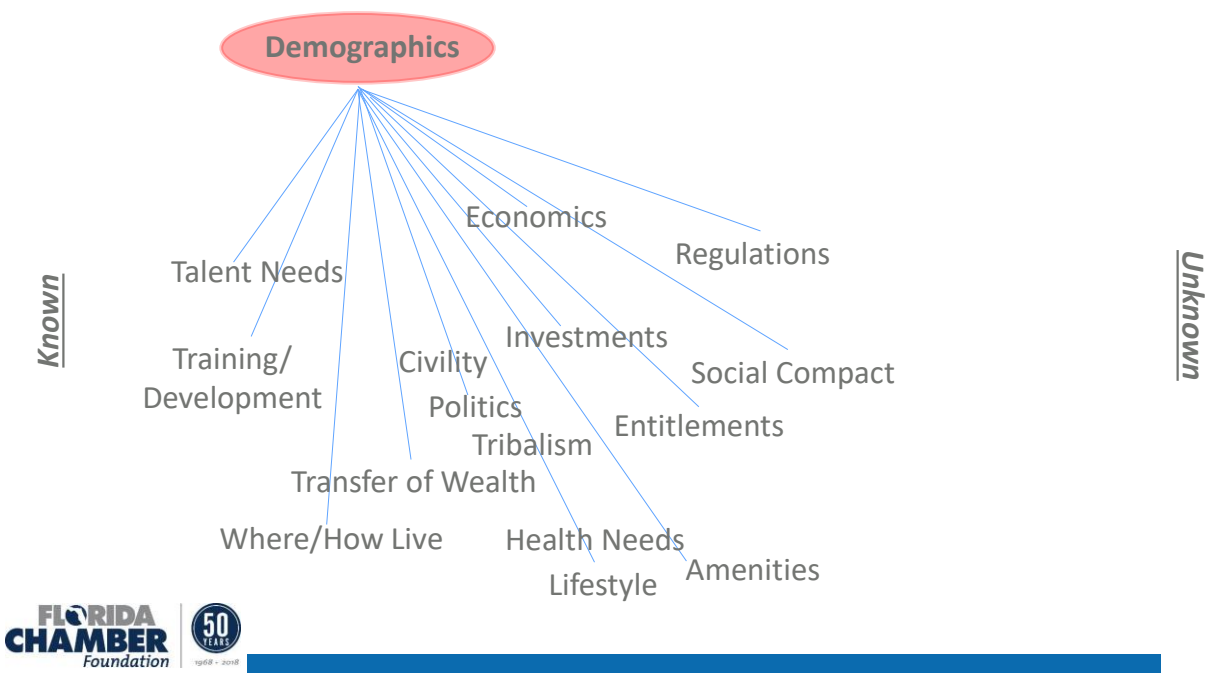 Demographics
Economics
Regulations
Talent Needs
Known
Unknown
Investments
Training/
Development
Civility
Social Compact
Politics
Entitlements
Tribalism
Transfer of Wealth
Where/How Live
Health Needs
Amenities
Lifestyle
FLORIDA
CHAMBER
Foundation
50
YEARS
1968 • 2018